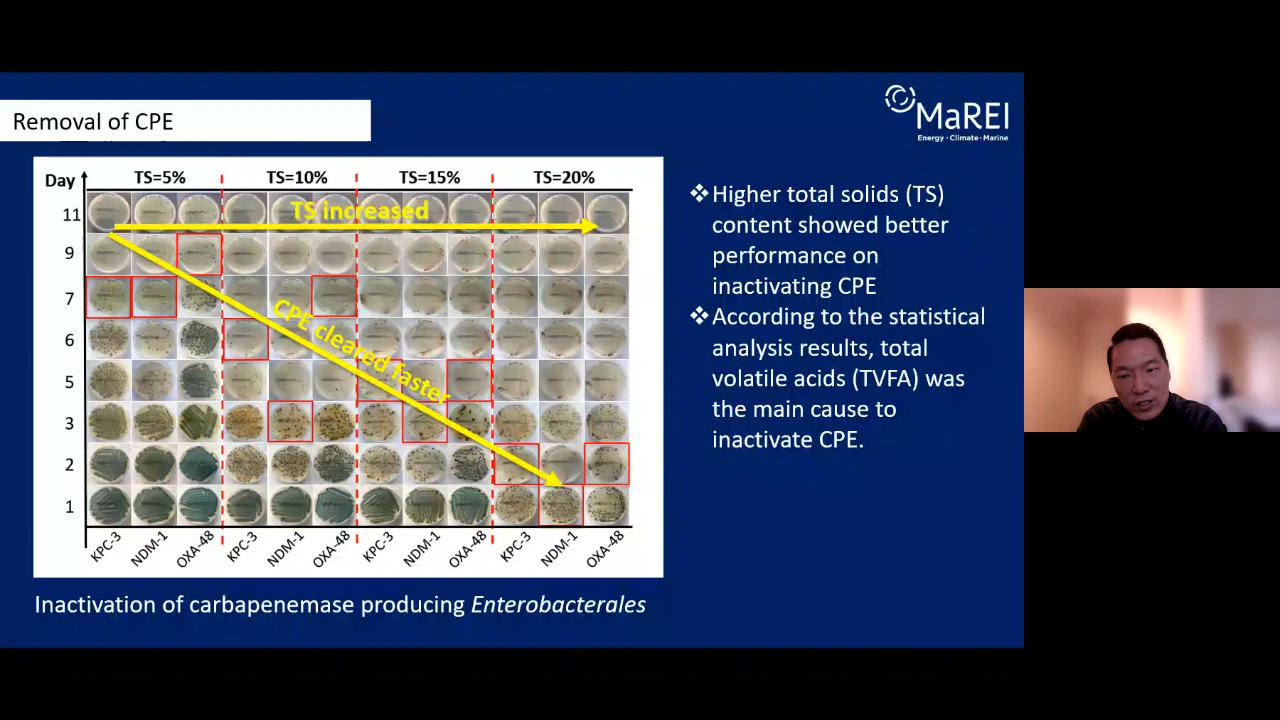 Removal of CPE
MaREI
Energy · Climate · Marine
Day
TS=5%
TS=10%
TS=15%
TS=20%
11
9
7
6
5
3
2
1
TS increased
CPE cleared faster
KPC-3
NDM-1
OXA-48
KPC-3
NDM-1
OXA-48
KPC-3
NDM-1
OXA-48
KPC-3
NDM-1
OXA-48
Inactivation of carbapenemase producing Enterobacterales
❖Higher total solids (TS)
content showed better
performance on
inactivating CPE
❖According to the statistical
analysis results, total
volatile acids (TVFA) was
the main cause to
inactivate CPE.